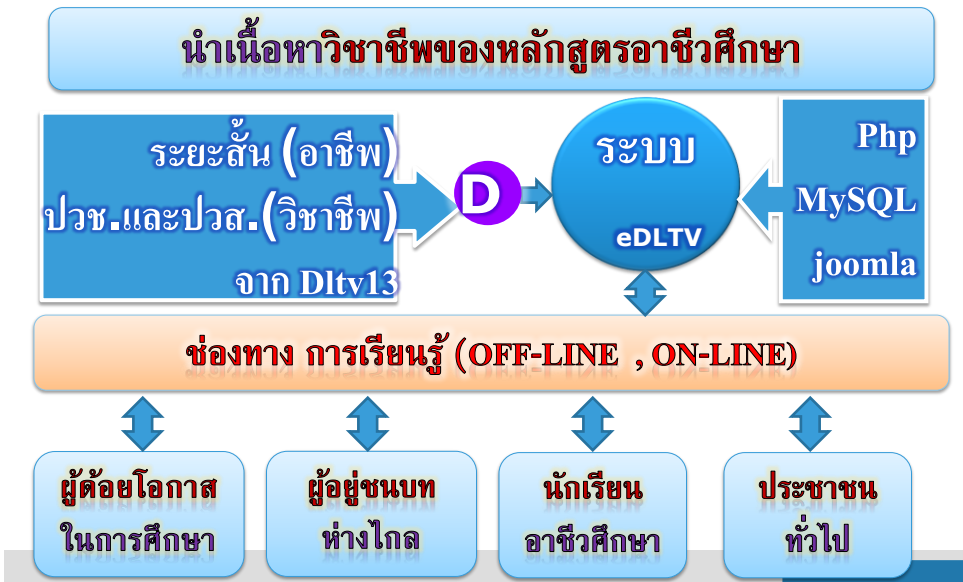 นำเนื้อหาวิชาชีพของหลักสูตรอาชีวศึกษา
ระยะสั้น (อาชีพ)
ปวช.และปวส.(วิชาชีพ)
จาก Dltv13
D
ระบบ
eDLTV
Php
MySQL
joomla
ช่องทาง การเรียนรู้ (OFF-LINE , ON-LINE)
ผู้ด้อยโอกาส
ในการศึกษา
ผู้อยู่ชนบท
ห่างไกล
นักเรียน
อาชีวศึกษา
ประชาชน
ทั่วไป